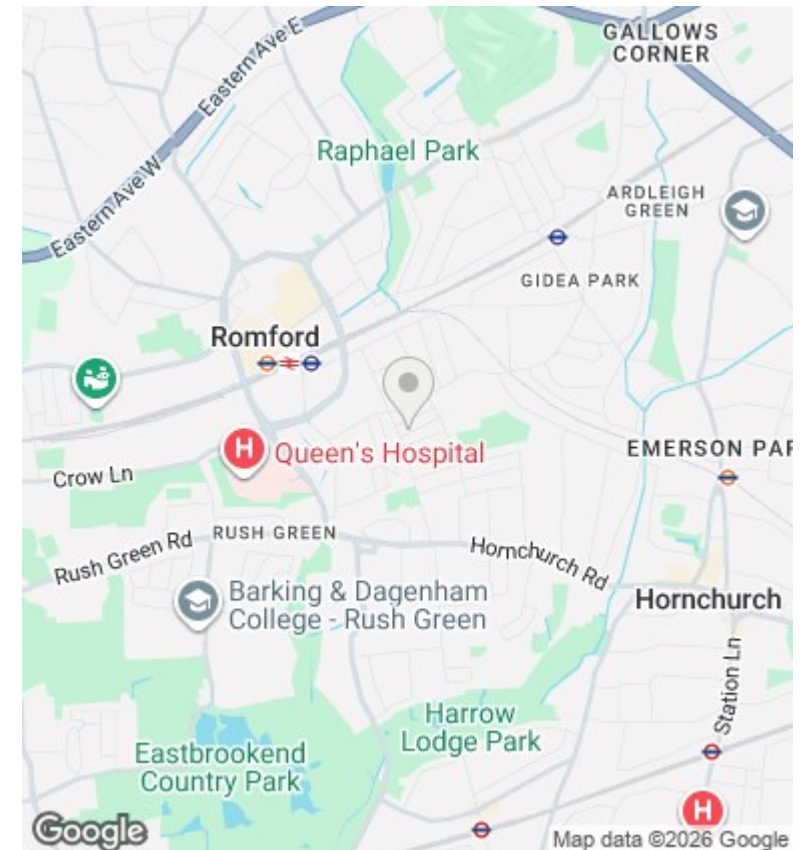 GALLOWS
CORNER
Eastern Ave E
Raphael Park
Eastern Ave W
ARDLEIGH
GREEN
GIDEA PARK
Romford
H
Queen's Hospital
EMERSON PAR
Crow Ln
RUSH GREEN
Rush Green Rd
Hornchurch Rd
Barking & Dagenham
College - Rush Green
Hornchurch
Station Ln
Harrow
Lodge Park
Eastbrookend
Country Park
H
Google
Map data ©2026 Google